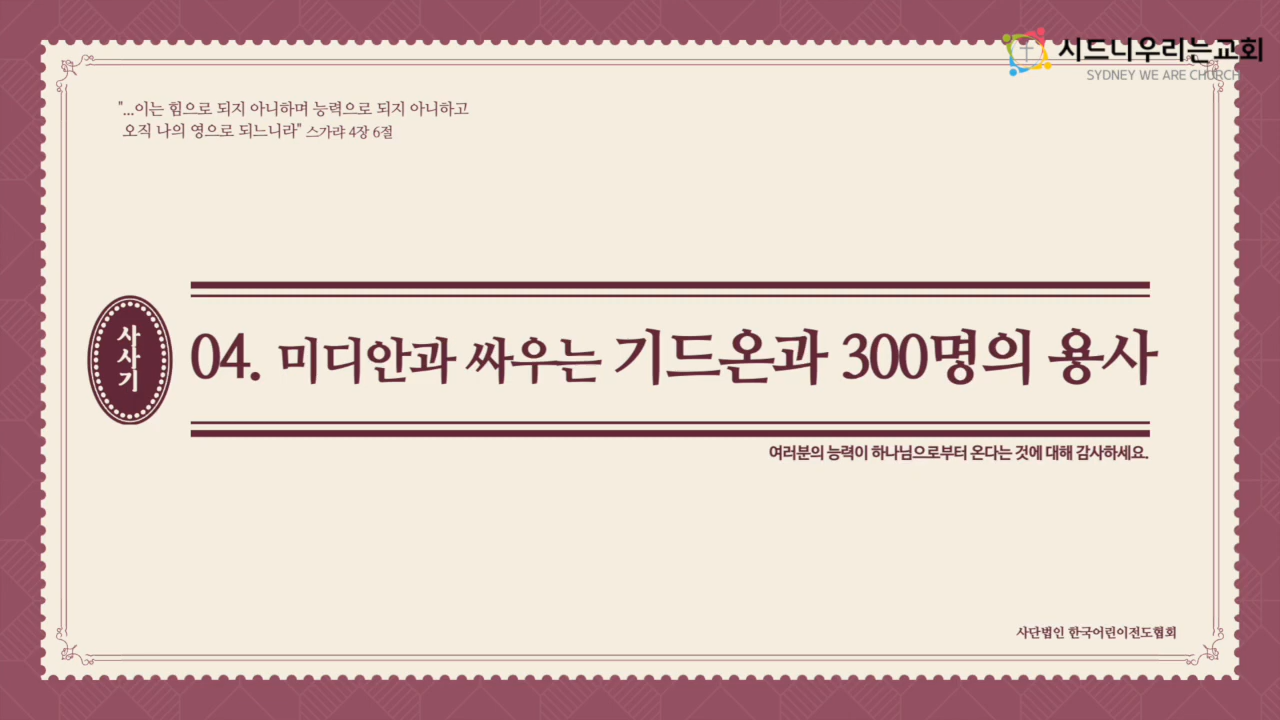 시드니우리는교회
SYDNEY WE ARE CHURCH
"...이는 힘으로 되지 아니하며 능력으로 되지 아니하고
오직 나의 영으로 되느니라" 스가랴 4장 6절
사사기
04. 미디안과 싸우는 기드온과 300명의 용사
여러분의 능력이 하나님으로부터 온다는 것에 대해 감사하세요.
사단법인 한국어린이전도협회